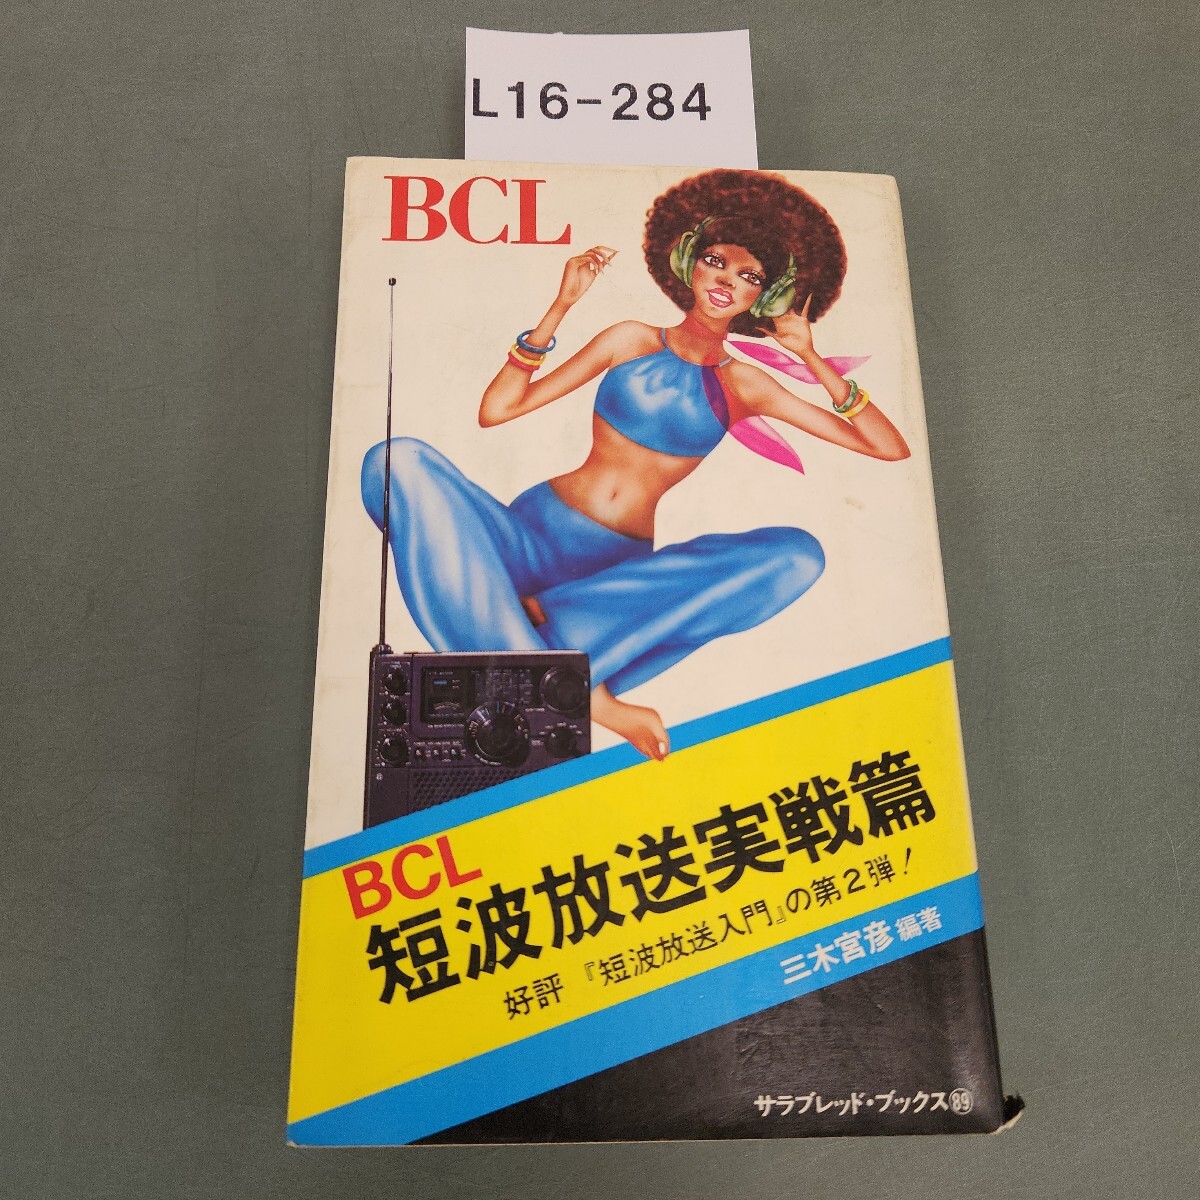 L16-284
BCL
BCL
短波放送実戦篇
好評『短波放送入門』の第2弾!
三木宮彦編著
サラブレッド・ブックス89